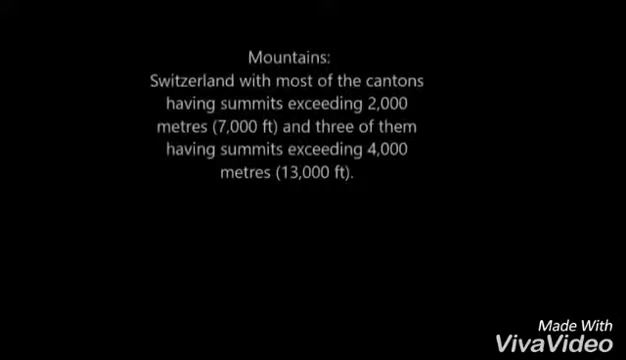 Mountains:
Switzerland with most of the cantons
having summits exceeding 2,000
metres (7,000 ft) and three of them
having summits exceeding 4,000
metres (13,000 ft).
Made With
VivaVideo